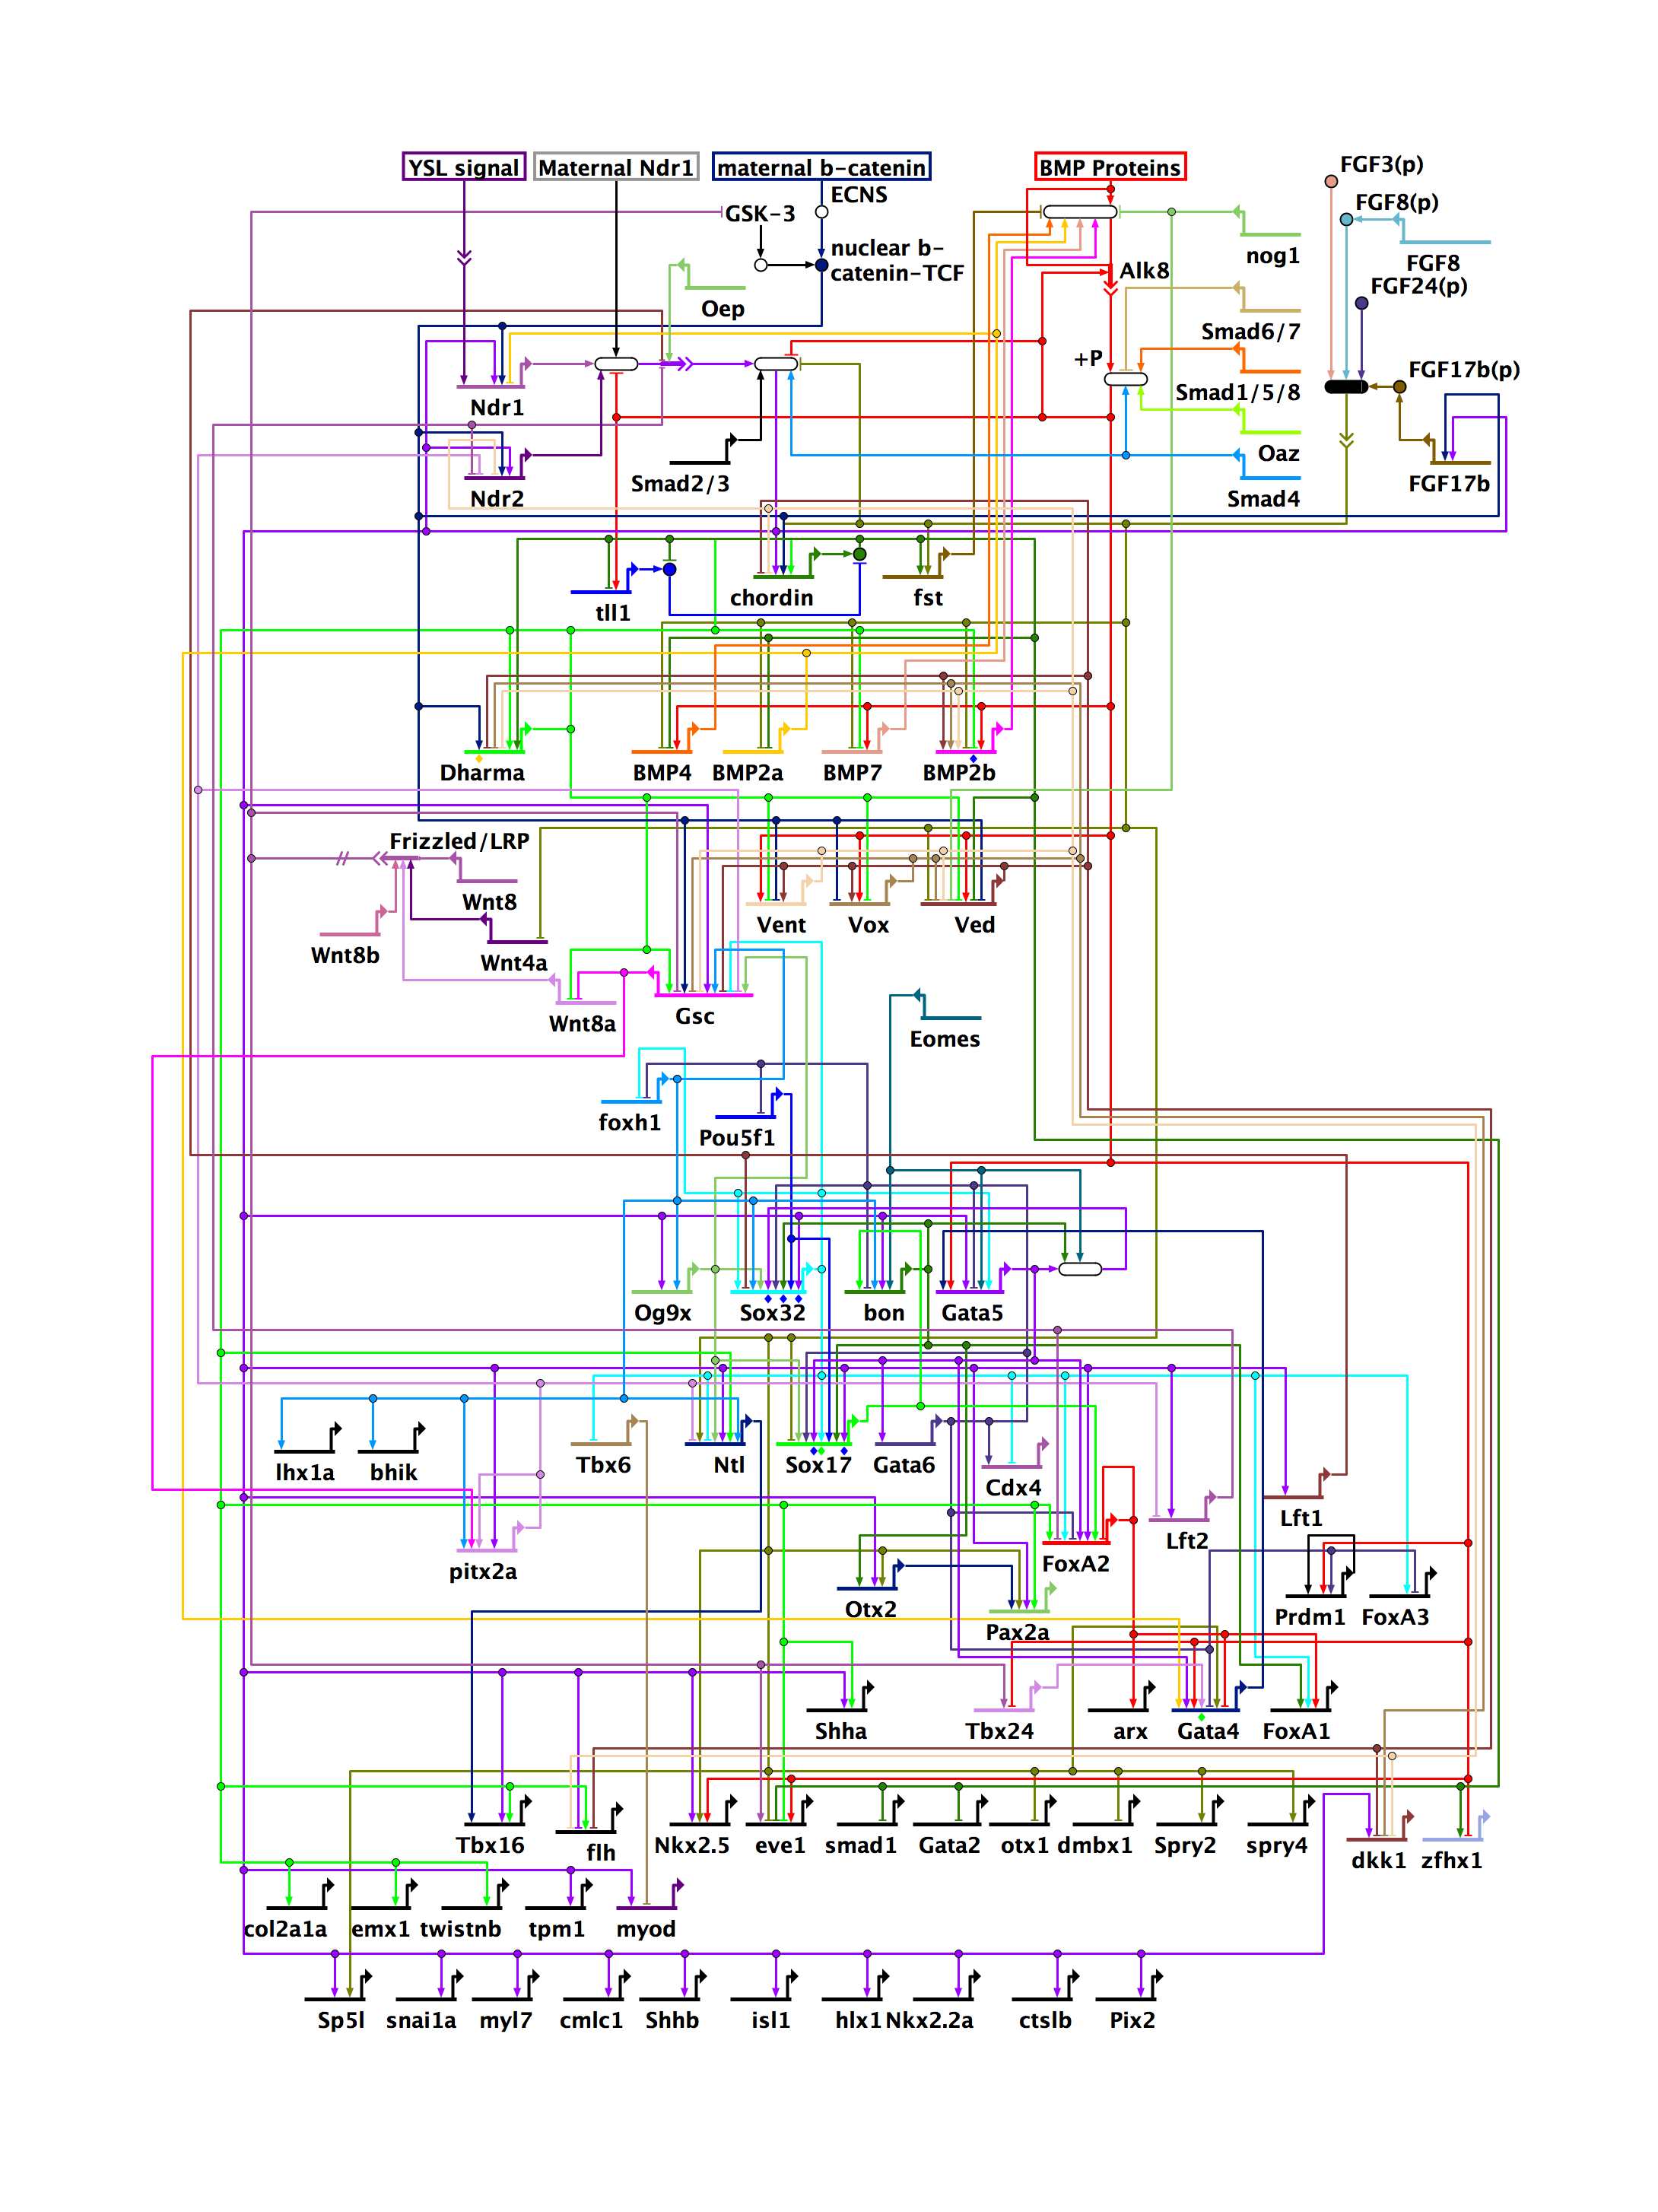 YSL signal
Maternal Ndr1
maternal b-catenin
BMP Proteins
FGF3(p)
ECNS
GSK-3
FGF8(p)
nuclear b-
catenin-TCF
nog1
FGF8
Alk8
FGF24(p)
Oep
Smad6/7
+P
FGF17b(p)
Smad1/5/8
Ndr1
Oaz
Smad2/3
FGF17b
Ndr2
Smad4
tll1
chordin
fst
Dharma
BMP4
BMP2a
BMP7
BMP2b
Frizzled/LRP
Wnt8
Vent
Vox
Ved
Wnt8b
Wnt4a
Wnt8a
Gsc
Eomes
foxh1
Pou5f1
Og9x
Sox32
bon
Gata5
lhx1a
bhik
Tbx6
Ntl
Sox17
Gata6
Cdx4
Lft1
Lft2
FoxA2
pitx2a
Otx2
Pax2a
Prdm1
FoxA3
Shha
Tbx24
arx
Gata4
FoxA1
Tbx16
flh
Nkx2.5
eve1
smad1
Gata2
otx1
dmbx1
Spry2
spry4
dkk1
zfhx1
col2a1a
emx1
twistnb
tpm1
myod
Sp5l
snai1a
myl7
cmlc1
Shhb
isl1
hlx1
Nkx2.2a
ctslb
Pix2